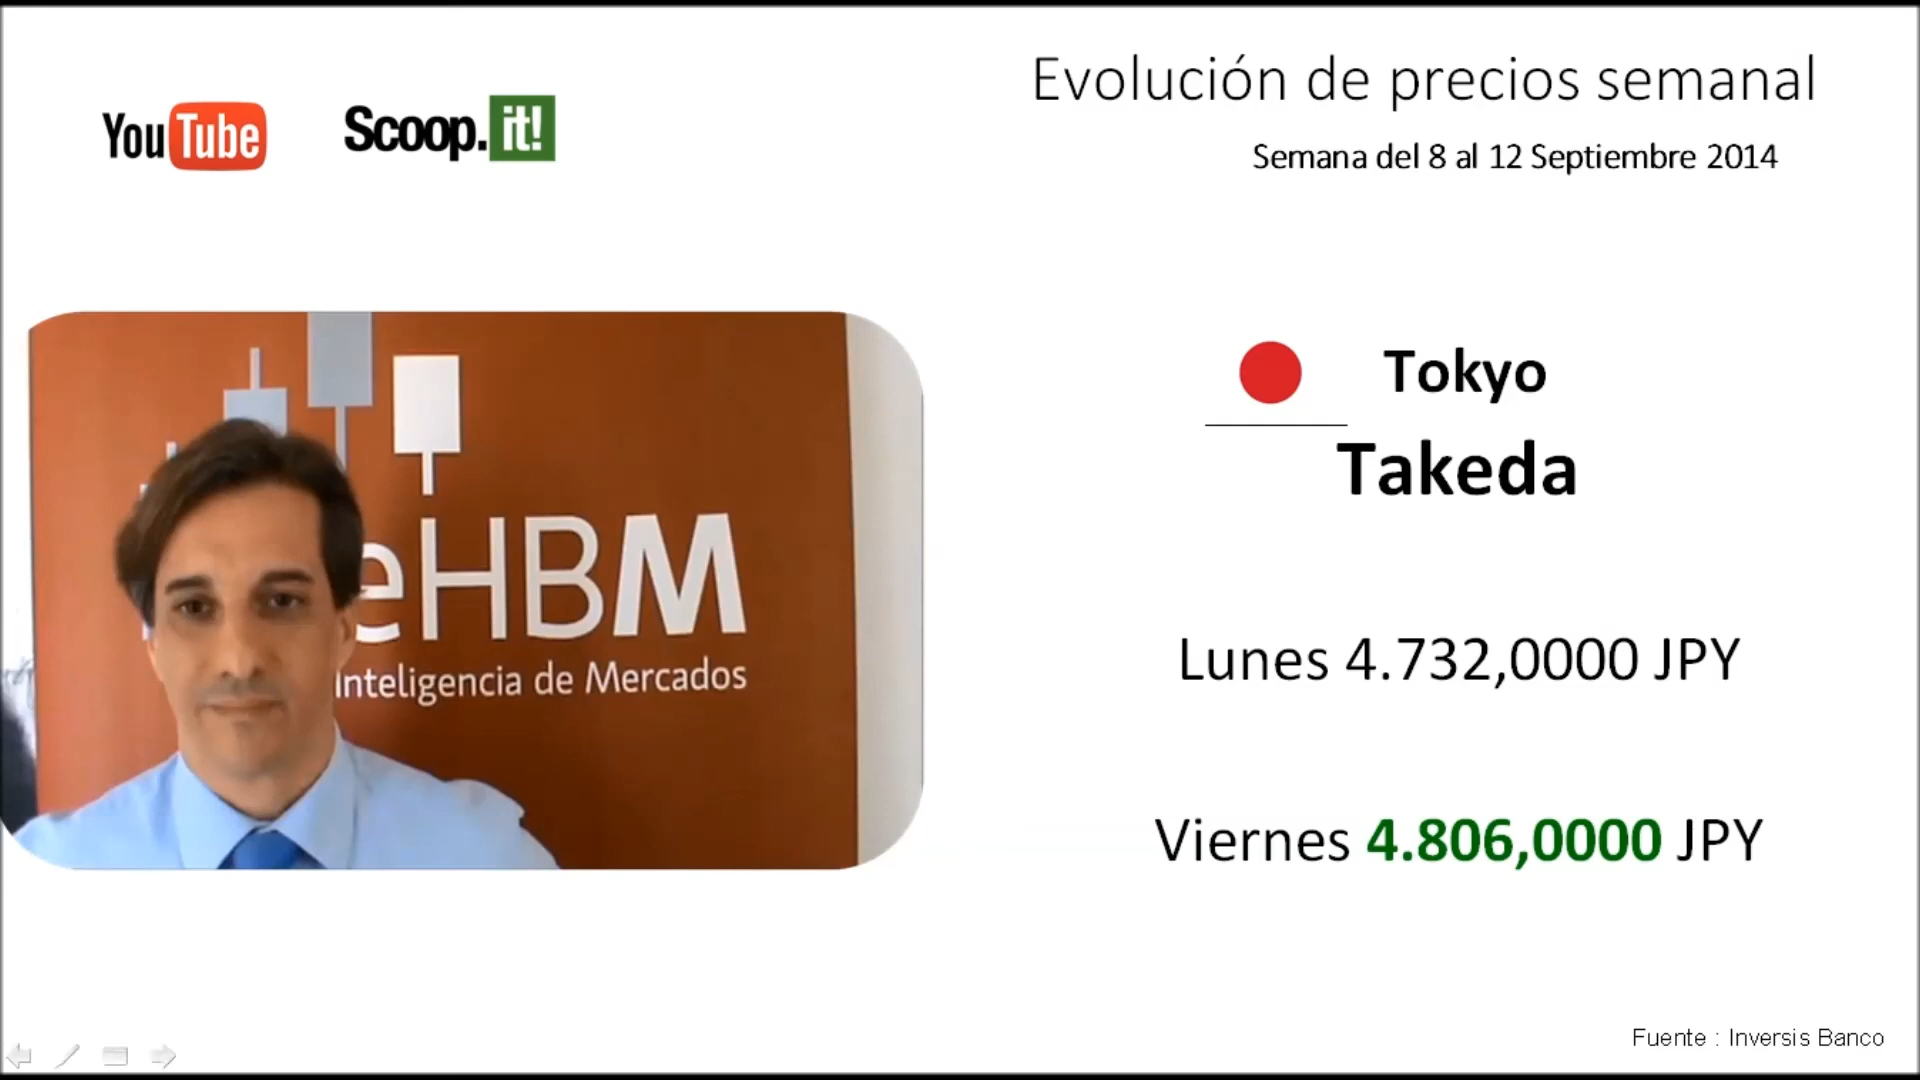 YouTube
Scoop.it!
Evolución de precios semanal
Semana del 8 al 12 Septiembre 2014
eHBM
Inteligencia de Mercados
Tokyo
Takeda
Lunes 4.732,0000 JPY
Viernes 4.806,0000 JPY
Fuente : Inversis Banco